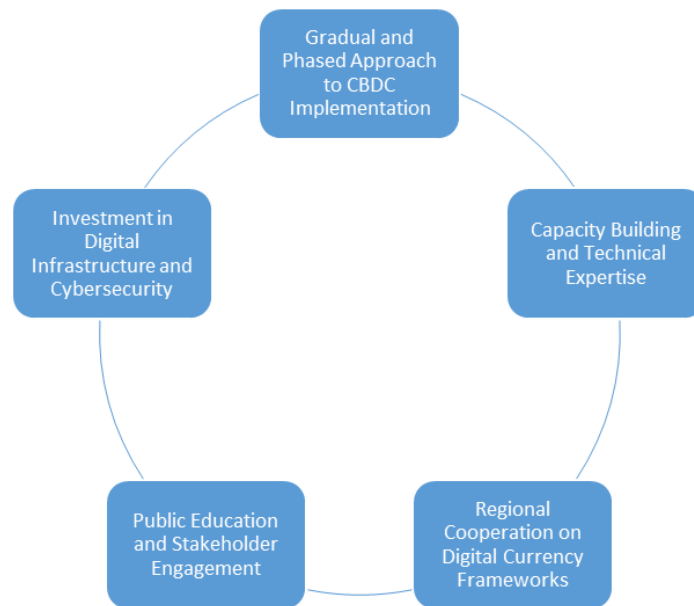 Gradual and
Phased Approach
to CBDC
Implementation
Capacity Building
and Technical
Expertise
Regional
Cooperation on
Digital Currency
Frameworks
Public Education
and Stakeholder
Engagement
Investment in
Digital
Infrastructure and
Cybersecurity